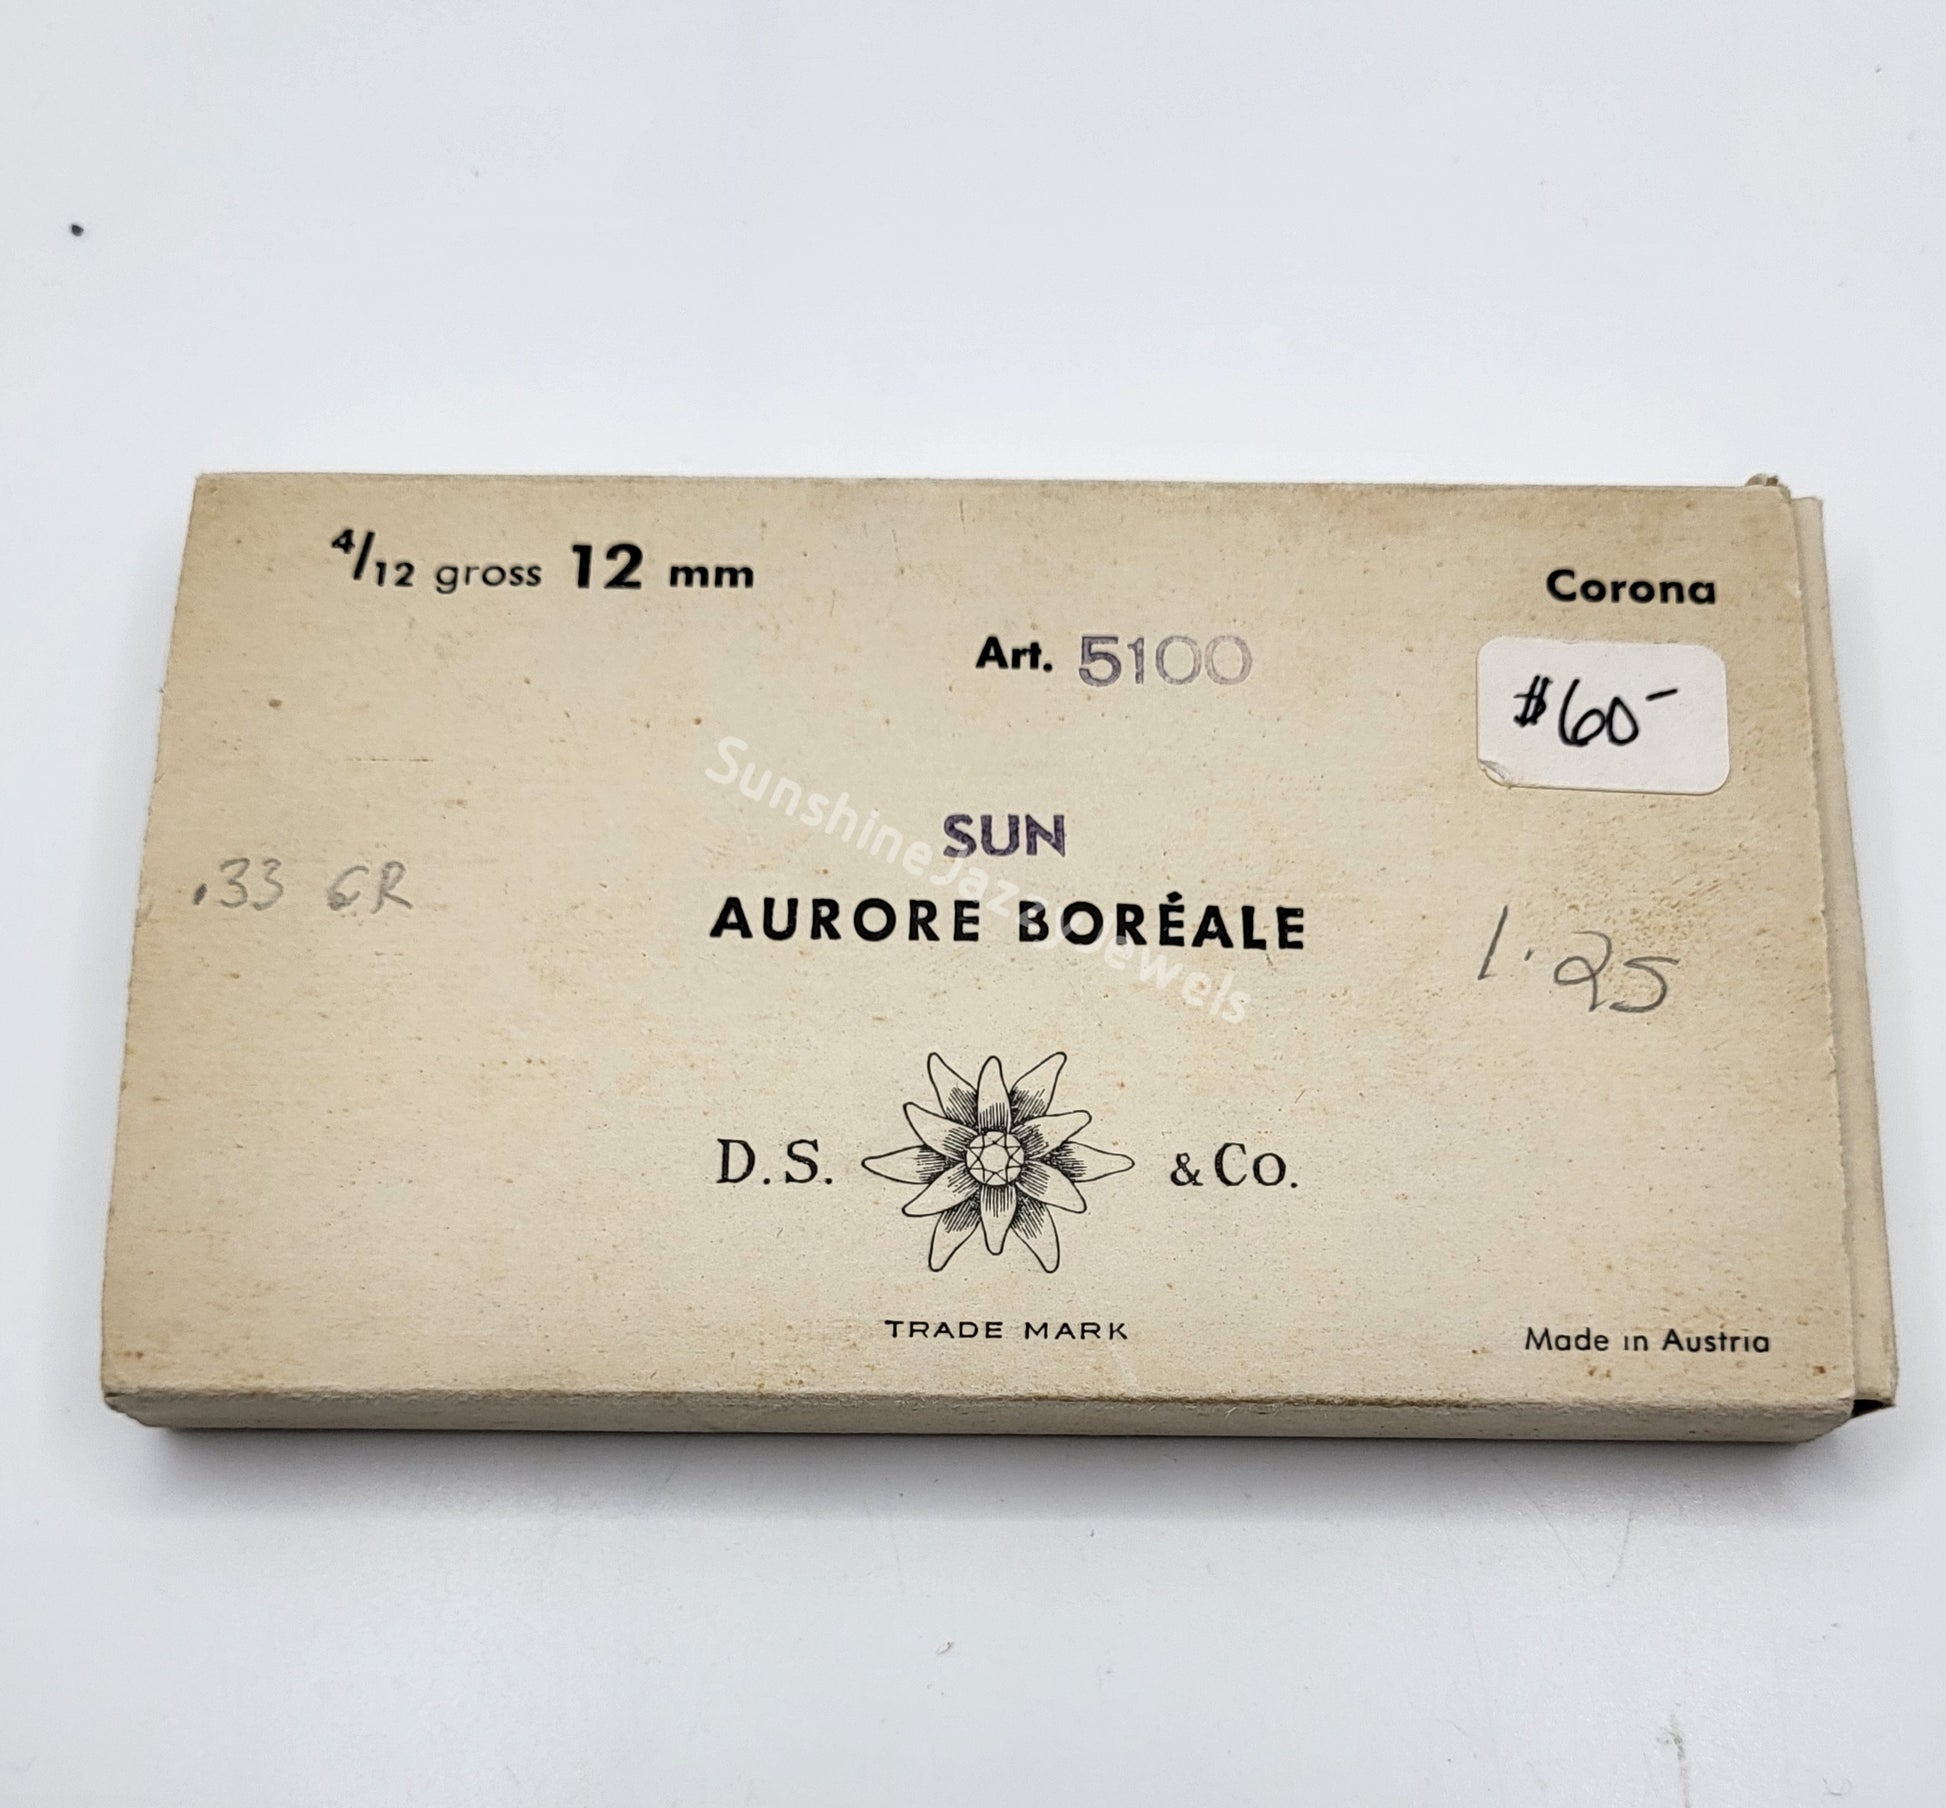 4/12 gross 12 mm
Corona
Art. 5100
$60-
SUN
.33 GR
AURORE BORÉALE
1.25
D.S. & Co.
TRADE MARK
Made in Austria
SunshineJazzyJewels